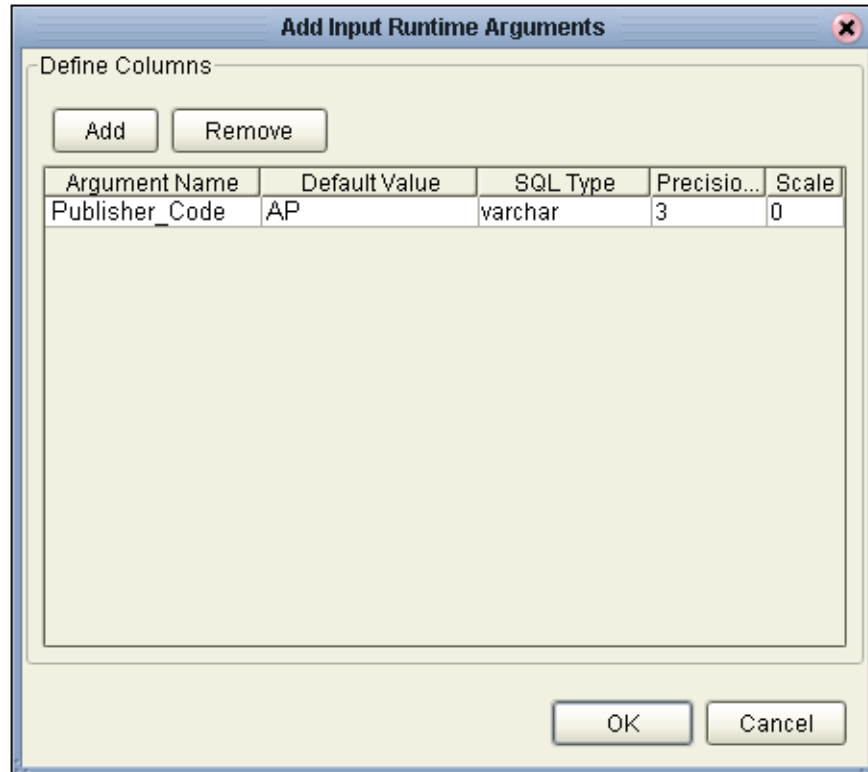 Add Input Runtime Arguments
Define Columns
Add Remove
Argument Name Default Value SQL Type Precisio... Scale
Publisher_Code AP varchar 3 0
OK Cancel